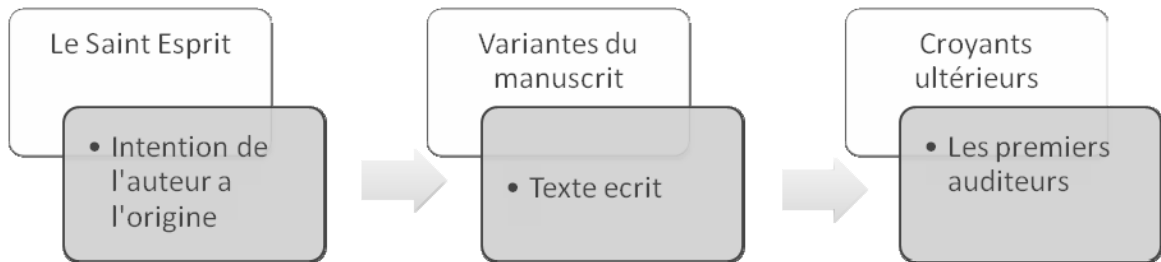 Le Saint Esprit
• Intention de
l'auteur a
l'origine
Variantes du
manuscrit
• Texte ecrit
Croyants
ultérieurs
• Les premiers
auditeurs